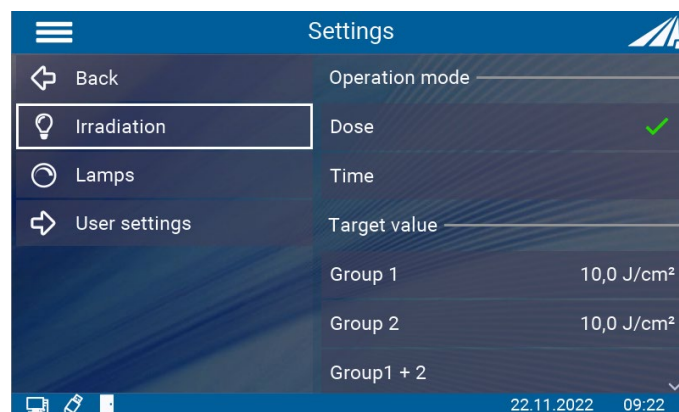 Settings
Back
Irradiation
Lamps
User settings
Operation mode
Dose
Time
Target value
Group 1 10,0 J/cm²
Group 2 10,0 J/cm²
Group1 + 2
22.11.2022 09:22